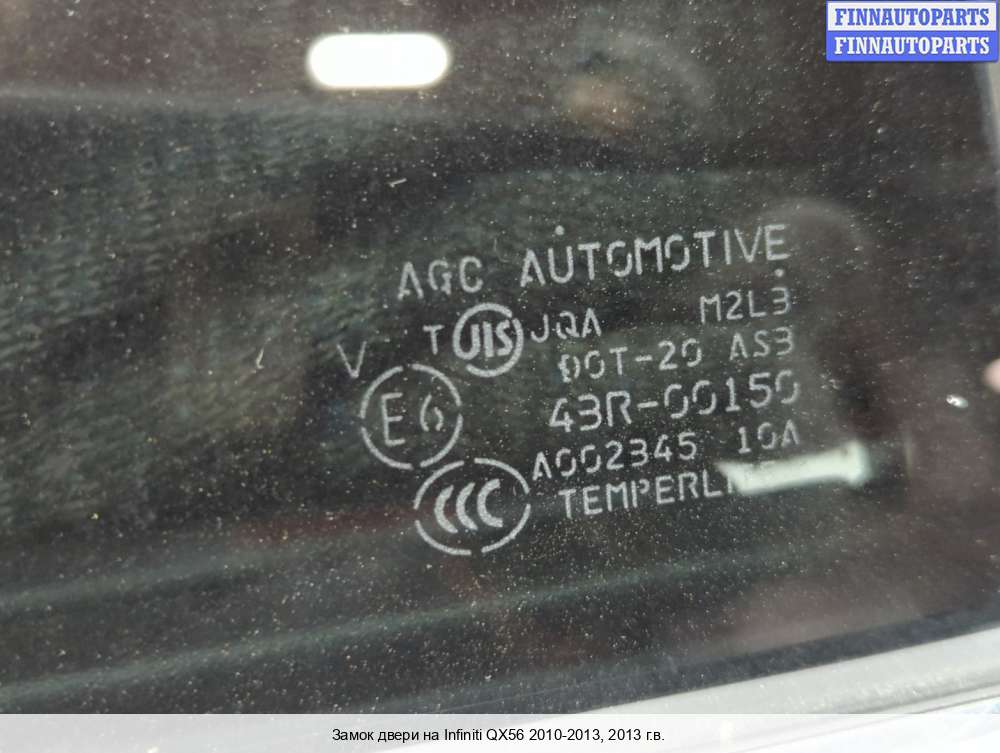 FINNAUTOPARTS
FINNAUTOPARTS
AGC AUTOMOTIVE
T JIS JQA M2L3
V DOT-20 AS3
E6 43R-00150
A002345 10A
CCC
Замок двери на Infiniti QX56 2010-2013, 2013 г.в.